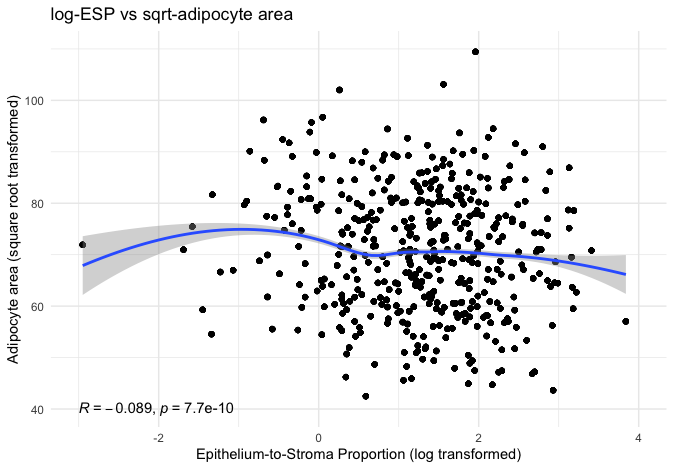 log-ESP vs sqrt-adipocyte area
Adipocyte area (square root transformed)
100
80
60
40
R = −0.089, p = 7.7e-10
-2
0
2
4
Epithelium-to-Stroma Proportion (log transformed)